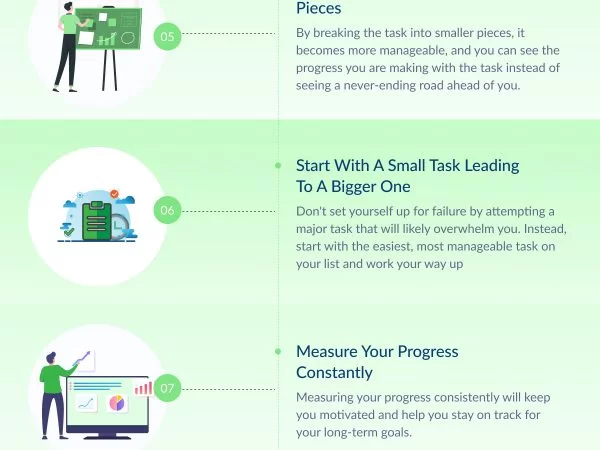 Pieces
05
By breaking the task into smaller pieces, it
becomes more manageable, and you can see the
progress you are making with the task instead of
seeing a never-ending road ahead of you.
06
Start With A Small Task Leading
To A Bigger One
Don't set yourself up for failure by attempting a
major task that will likely overwhelm you. Instead,
start with the easiest, most manageable task on
your list and work your way up
07
Measure Your Progress
Constantly
Measuring your progress consistently will keep
you motivated and help you stay on track for
your long-term goals.